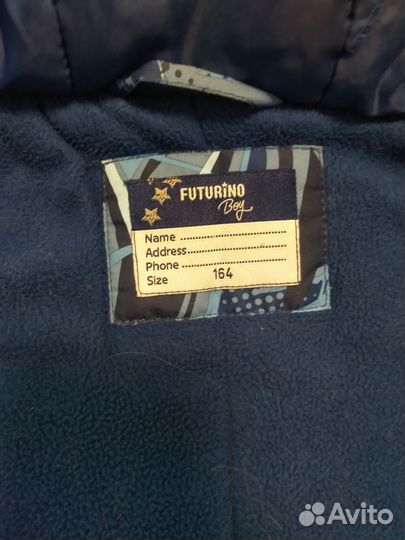 FUTURINO
Boy
Name ..........................
Address........................
Phone ..........................
Size 164
Avito